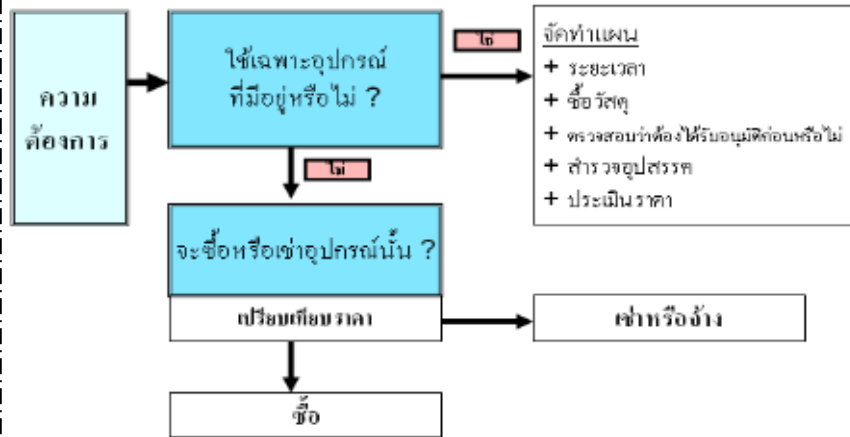 ความ
ต้องการ
ใช้เฉพาะอุปกรณ์
ที่มีอยู่หรือไม่ ?
ใช่
จัดทำแผน
+ ระยะเวลา
+ ซื้อวัสดุ
+ ตรวจสอบว่าต้องได้รับอนุมัติก่อนหรือไม่
+ สำรวจอุปสรรค
+ ประเมินราคา
ไม่
จะซื้อหรือเช่าอุปกรณ์นั้น ?
เปรียบเทียบราคา
เช่าหรือจ้าง
ซื้อ